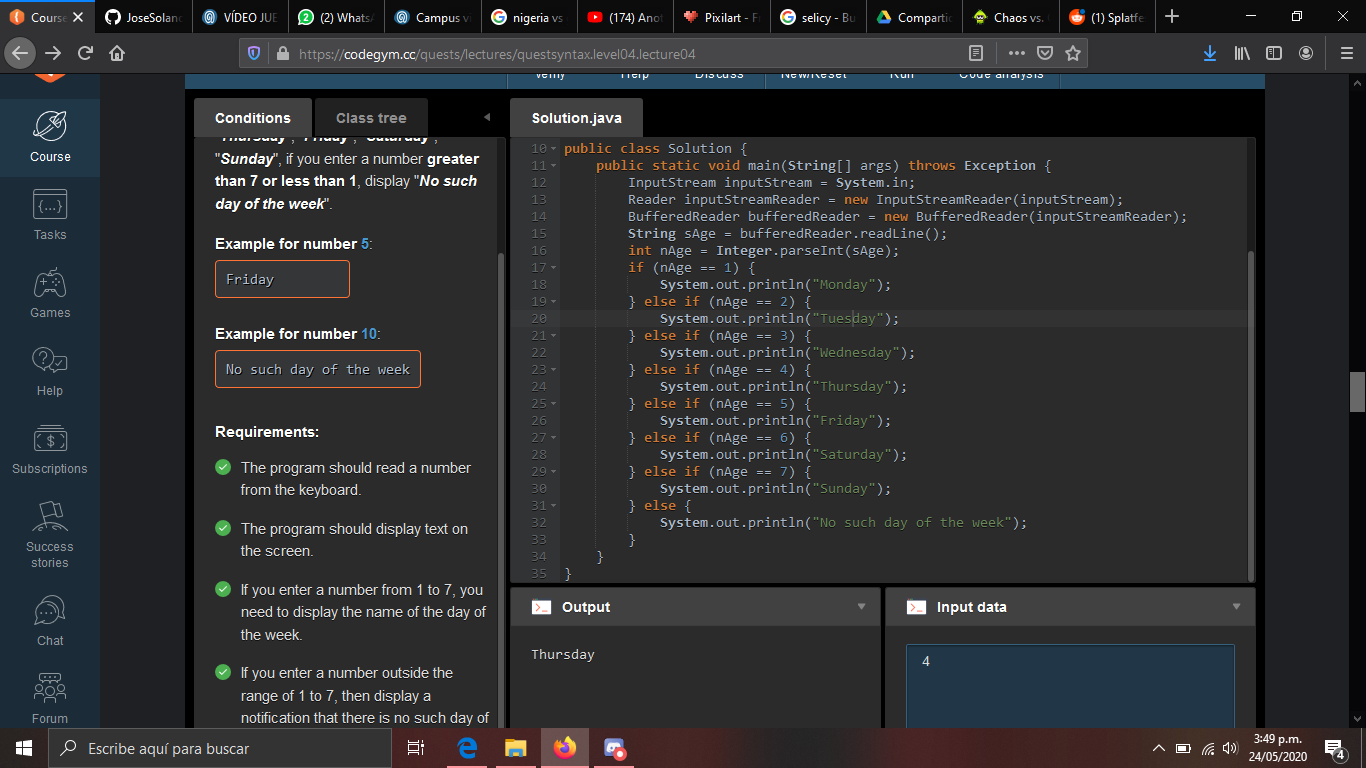 Course
JoseSolano
VÍDEO JUE
(2) WhatsA
Campus vi
nigeria vs
(174) Anot
Pixilart - Fr
selicy - Bu
Compartic
Chaos vs. O
(1) Splatfe
https://codegym.cc/quests/lectures/questsyntax.level04.lecture04
Verify
Help
Discuss
New/Reset
Run
Code analysis
Course
Tasks
Games
Help
Subscriptions
Success
stories
Chat
Forum
Conditions
Class tree
"Thursday", "Friday", "Saturday",
"Sunday", if you enter a number greater
than 7 or less than 1, display "No such
day of the week".
Example for number 5:
Friday
Example for number 10:
No such day of the week
Requirements:
The program should read a number
from the keyboard.
The program should display text on
the screen.
If you enter a number from 1 to 7, you
need to display the name of the day of
the week.
If you enter a number outside the
range of 1 to 7, then display a
notification that there is no such day of
Solution.java
10 public class Solution {
11 public static void main(String[] args) throws Exception {
12 InputStream inputStream = System.in;
13 Reader inputStreamReader = new InputStreamReader(inputStream);
14 BufferedReader bufferedReader = new BufferedReader(inputStreamReader);
15 String sAge = bufferedReader.readLine();
16 int nAge = Integer.parseInt(sAge);
17 if (nAge == 1) {
18 System.out.println("Monday");
19 } else if (nAge == 2) {
20 System.out.println("Tuesday");
21 } else if (nAge == 3) {
22 System.out.println("Wednesday");
23 } else if (nAge == 4) {
24 System.out.println("Thursday");
25 } else if (nAge == 5) {
26 System.out.println("Friday");
27 } else if (nAge == 6) {
28 System.out.println("Saturday");
29 } else if (nAge == 7) {
30 System.out.println("Sunday");
31 } else {
32 System.out.println("No such day of the week");
33 }
34 }
35 }
Output
Thursday
Input data
4
Escribe aquí para buscar
3:49 p.m.
24/05/2020
4